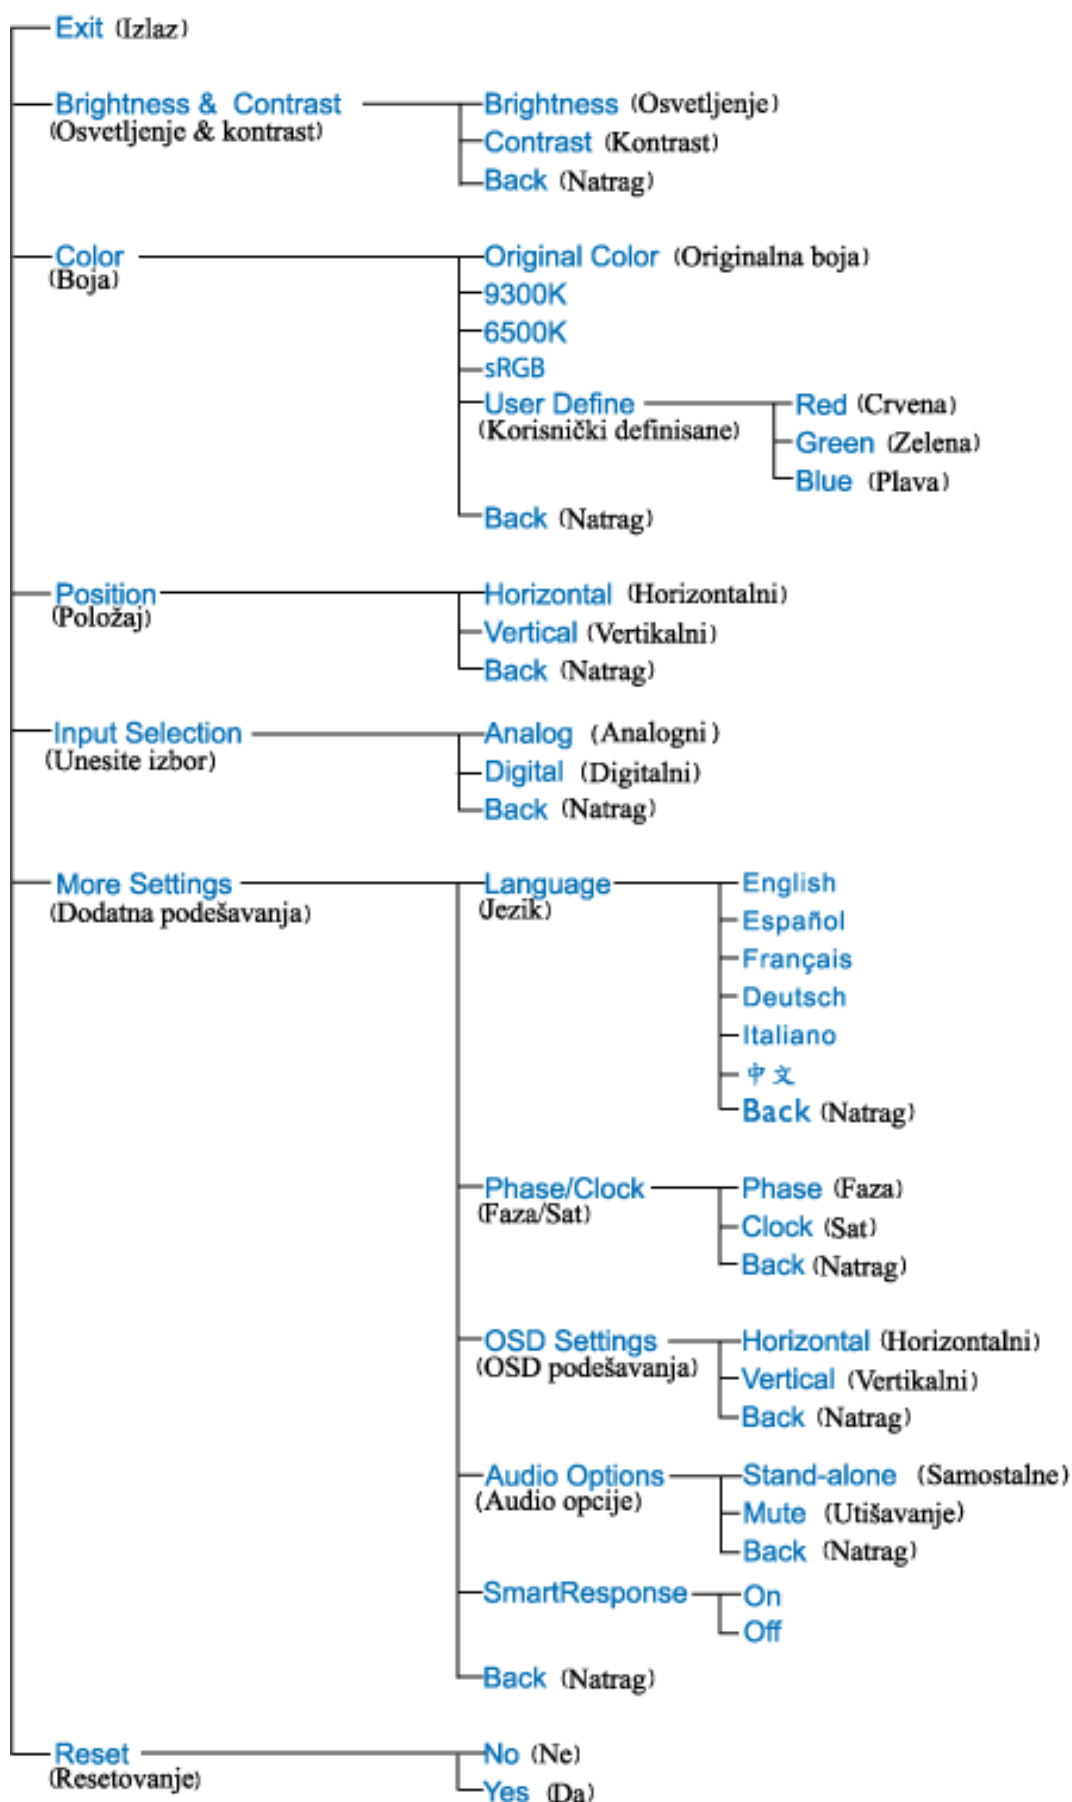 Exit (Izlaz)
Brightness & Contrast
(Osvetljenje & kontrast)
Brightness (Osvetljenje)
Contrast (Kontrast)
Back (Natrag)
Color
(Boja)
Original Color (Originalna boja)
9300K
6500K
sRGB
User Define
(Korisnički definisane)
Red (Crvena)
Green (Zelena)
Blue (Plava)
Back (Natrag)
Position
(Položaj)
Horizontal (Horizontalni)
Vertical (Vertikalni)
Back (Natrag)
Input Selection
(Unesite izbor)
Analog (Analogni)
Digital (Digitalni)
Back (Natrag)
More Settings
(Dodatna podešavanja)
Language
(Jezik)
English
Español
Français
Deutsch
Italiano
中文
Back (Natrag)
Phase/Clock
(Faza/Sat)
Phase (Faza)
Clock (Sat)
Back (Natrag)
OSD Settings
(OSD podešavanja)
Horizontal (Horizontalni)
Vertical (Vertikalni)
Back (Natrag)
Audio Options
(Audio opcije)
Stand-alone (Samostalne)
Mute (Utišavanje)
Back (Natrag)
SmartResponse
On
Off
Back (Natrag)
Reset
(Resetovanje)
No (Ne)
Yes (Da)